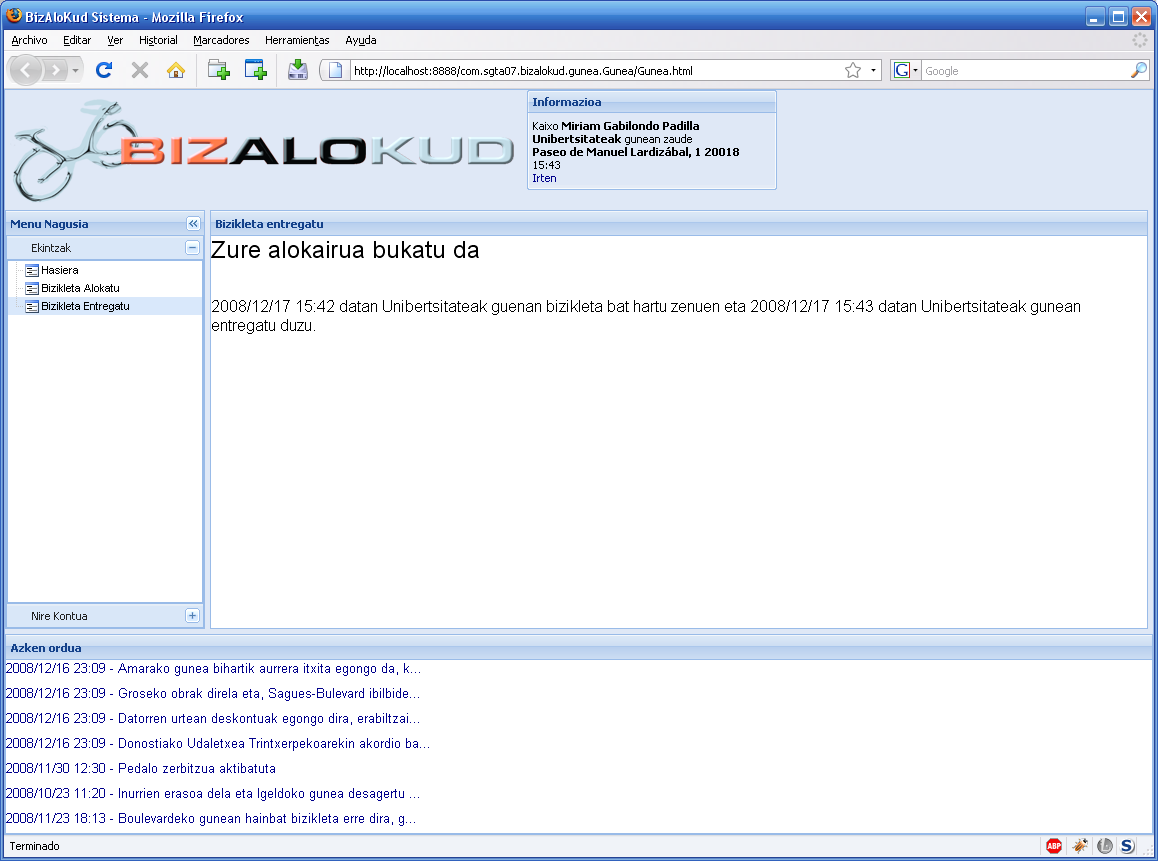 BizAloKud Sistema - Mozilla Firefox
Archivo Editar Ver Historial Marcadores Herramientas Ayuda
http://localhost:8888/com.sgta07.bizalokud.gunea.Gunea/Gunea.html
G Google
BIZALOKUD
Informazioa
Kaixo Miriam Gabilondo Padilla
Unibertsitateak gunean zaude
Paseo de Manuel Lardizábal, 1 20018
15:43
Irten
Menu Nagusia
Ekintzak
Hasiera
Bizikleta Alokatu
Bizikleta Entregatu
Nire Kontua
Bizikleta entregatu
Zure alokairua bukatu da
2008/12/17 15:42 datan Unibertsitateak guenan bizikleta bat hartu zenuen eta 2008/12/17 15:43 datan Unibertsitateak gunean
entregatu duzu.
Azken ordua
2008/12/16 23:09 - Amarako gunea bihartik aurrera itxita egongo da, k...
2008/12/16 23:09 - Groseko obrak direla eta, Sagues-Bulevard ibilbide...
2008/12/16 23:09 - Datorren urtean deskontuak egongo dira, erabiltzai...
2008/12/16 23:09 - Donostiako Udaletxea Trintxerpekoarekin akordio ba...
2008/11/30 12:30 - Pedalo zerbitzua aktibatuta
2008/10/23 11:20 - Inurrien erasoa dela eta Igeldoko gunea desagertu ...
2008/11/23 18:13 - Boulevardeko gunean hainbat bizikleta erre dira, g...
Terminado
ABP
S